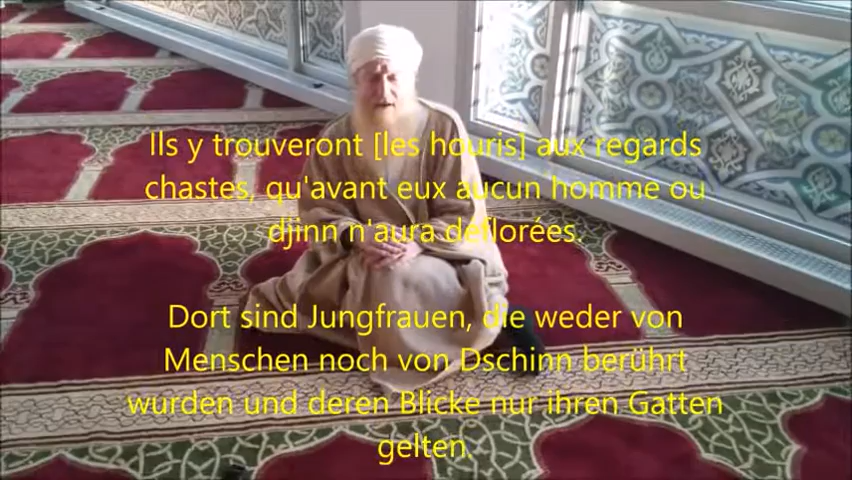 Ils y trouveront [les houris] aux regards
chastes, qu'avant eux aucun homme ou
djinn n'aura déflorées.
Dort sind Jungfrauen, die weder von
Menschen noch von Dschinn berührt
wurden und deren Blicke nur ihren Gatten
gelten.